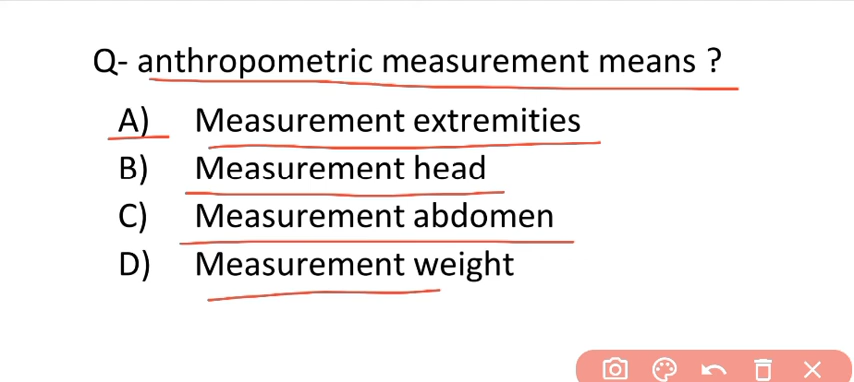 Q- anthropometric measurement means ?
A) Measurement extremities
B) Measurement head
C) Measurement abdomen
D) Measurement weight